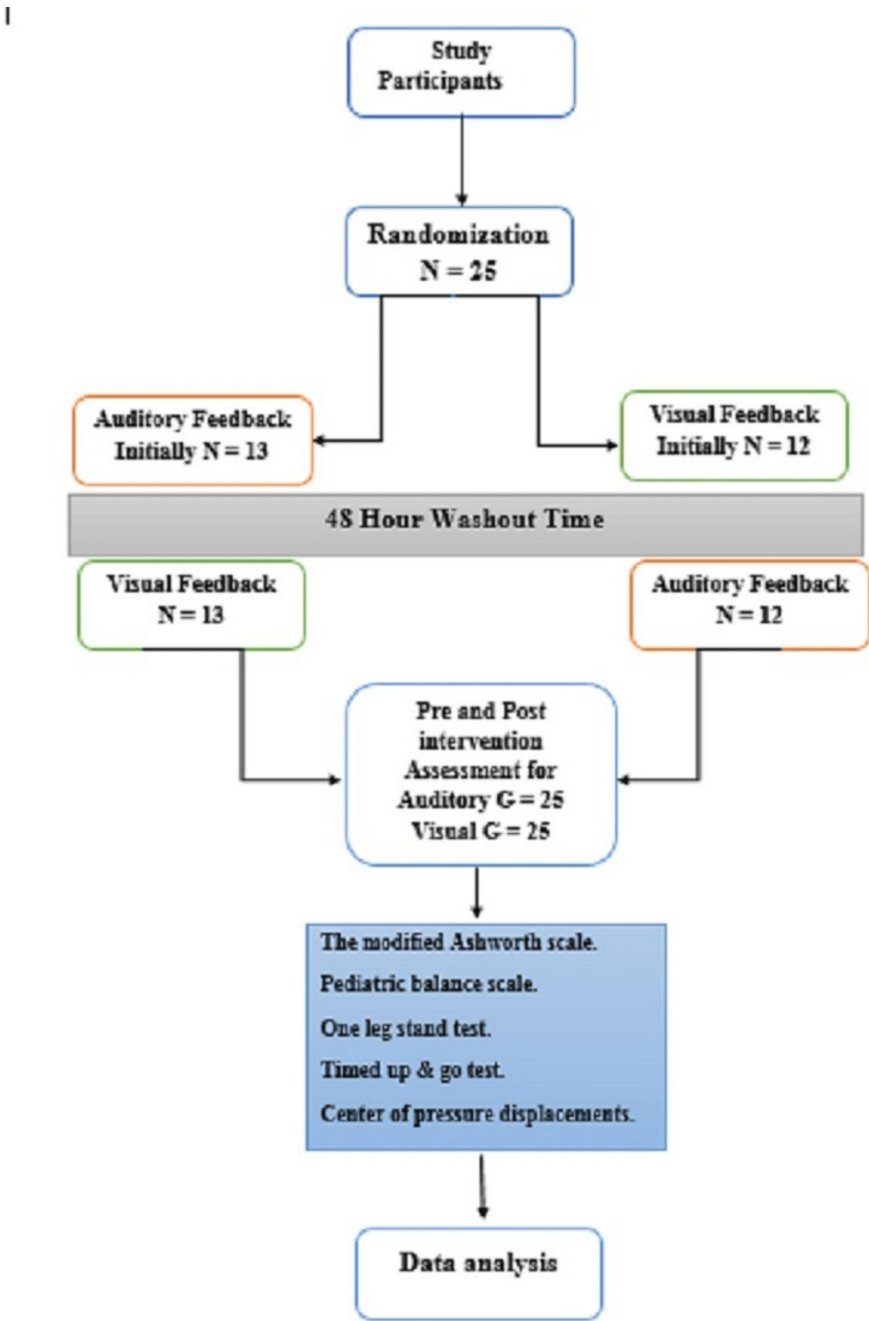 Study
Participants
Randomization
N = 25
Auditory Feedback
Initially N = 13
Visual Feedback
Initially N = 12
48 Hour Washout Time
Visual Feedback
N = 13
Auditory Feedback
N = 12
Pre and Post
intervention
Assessment for
Auditory G = 25
Visual G = 25
The modified Ashworth scale.
Pediatric balance scale.
One leg stand test.
Timed up & go test.
Center of pressure displacements.
Data analysis